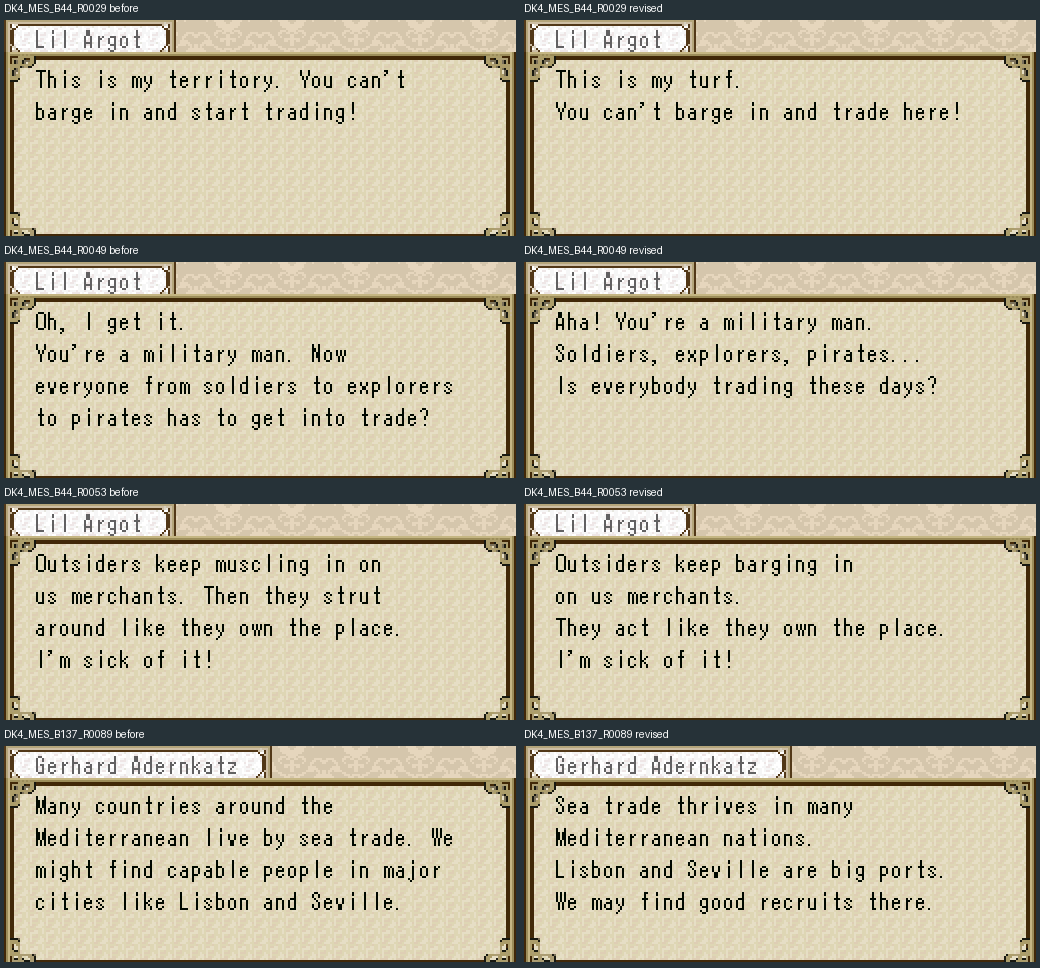 DK4_MES_B44_R0029 before
Lil Argot
This is my territory. You can't
barge in and start trading!
DK4_MES_B44_R0029 revised
Lil Argot
This is my turf.
You can't barge in and trade here!
DK4_MES_B44_R0049 before
Lil Argot
Oh, I get it.
You're a military man. Now
everyone from soldiers to explorers
to pirates has to get into trade?
DK4_MES_B44_R0049 revised
Lil Argot
Aha! You're a military man.
Soldiers, explorers, pirates...
Is everybody trading these days?
DK4_MES_B44_R0053 before
Lil Argot
Outsiders keep muscling in on
us merchants. Then they strut
around like they own the place.
I'm sick of it!
DK4_MES_B44_R0053 revised
Lil Argot
Outsiders keep barging in
on us merchants.
They act like they own the place.
I'm sick of it!
DK4_MES_B137_R0089 before
Gerhard Adernkatz
Many countries around the
Mediterranean live by sea trade. We
might find capable people in major
cities like Lisbon and Seville.
DK4_MES_B137_R0089 revised
Gerhard Adernkatz
Sea trade thrives in many
Mediterranean nations.
Lisbon and Seville are big ports.
We may find good recruits there.